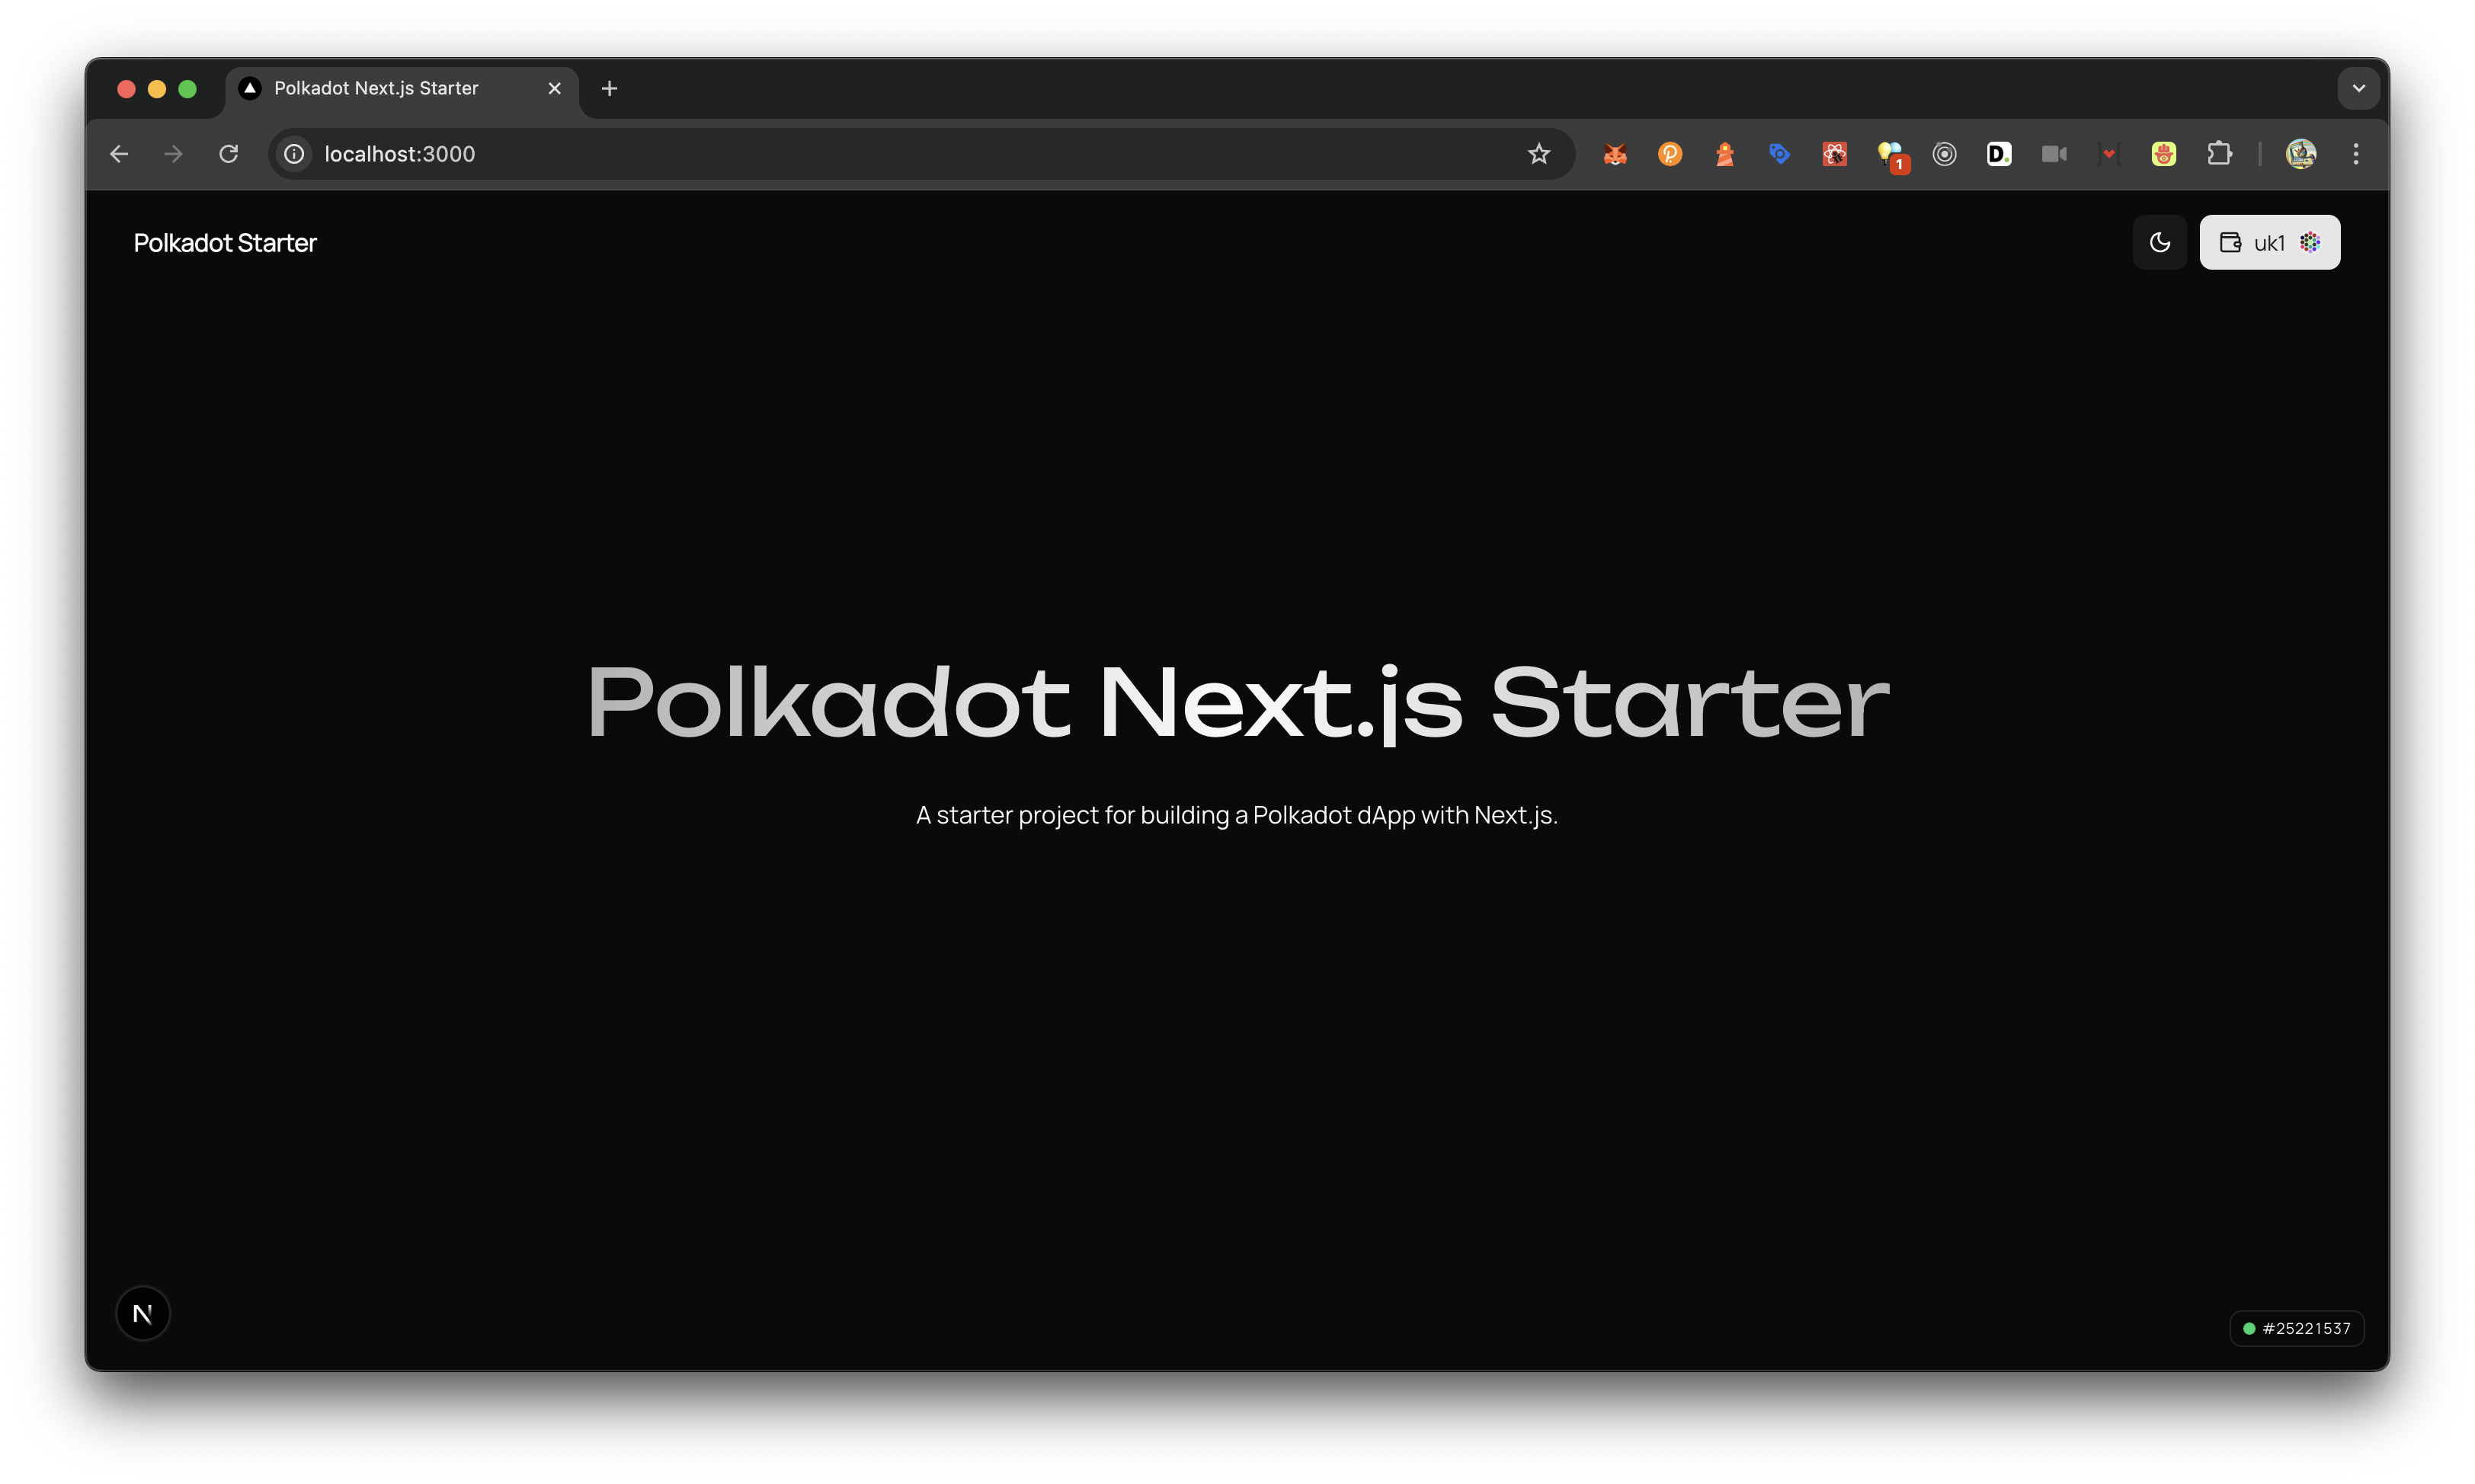 Polkadot Next.js Starter
localhost:3000
1
D.
Polkadot Starter
uk1
Polkadot Next.js Starter
A starter project for building a Polkadot dApp with Next.js.
N
#25221537